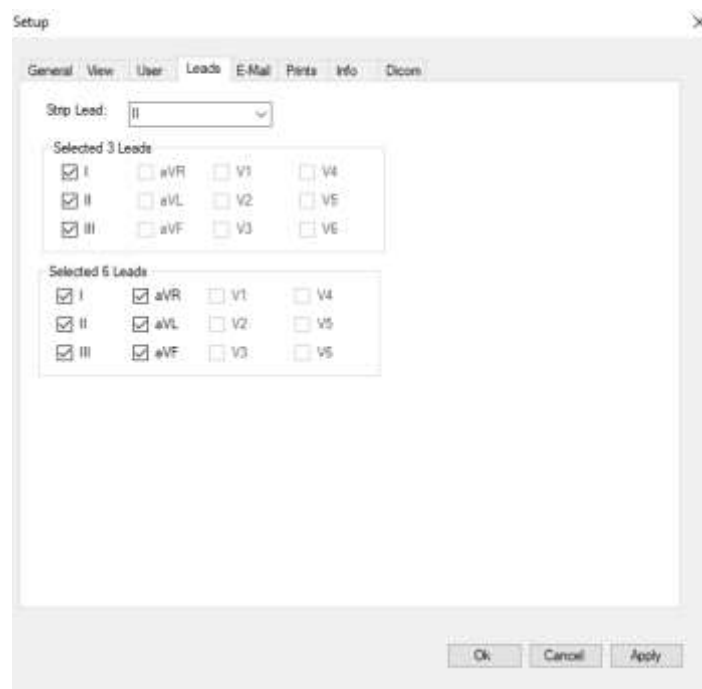 Setup
General View User Leads E-Mail Prints Info Dicom
Strip Lead: II
Selected 3 Leads
I aVR V1 V4
II aVL V2 V5
III aVF V3 V6
Selected 6 Leads
I aVR V1 V4
II aVL V2 V5
III aVF V3 V6
Ok Cancel Apply